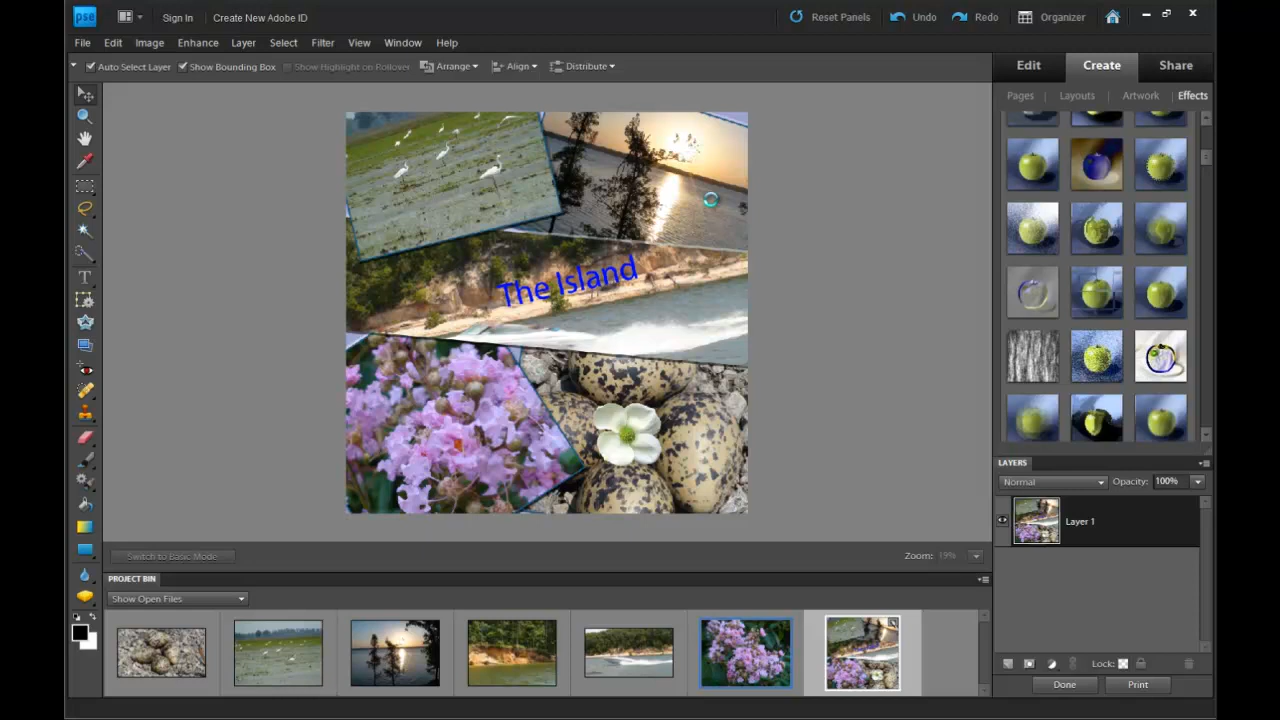 pse Sign In Create New Adobe ID Reset Panels Undo Redo Organizer
File Edit Image Enhance Layer Select Filter View Window Help
Auto Select Layer Show Bounding Box Show Highlight on Rollover Arrange Align Distribute
Edit Create Share
Pages Layouts Artwork Effects
T
The Island
LAYERS
Normal Opacity: 100%
Layer 1
Switch to Basic Mode Zoom: 19%
PROJECT BIN
Show Open Files
Lock:
Done Print